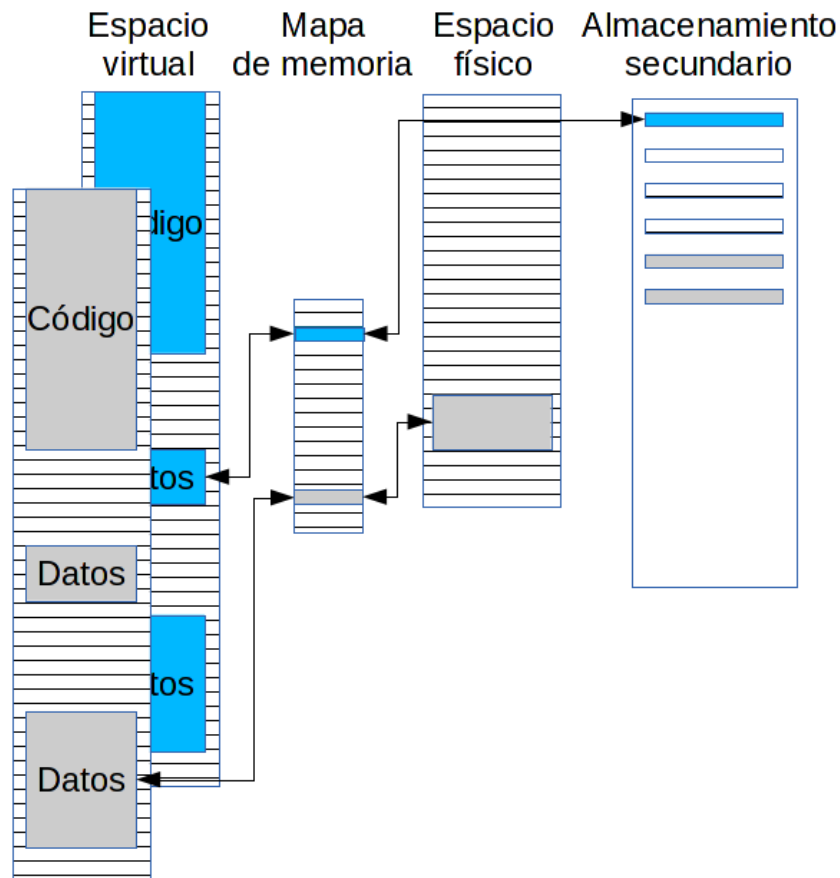 Espacio
virtual
Mapa
de memoria
Espacio
físico
Almacenamiento
secundario
digo
Código
tos
Datos
tos
Datos